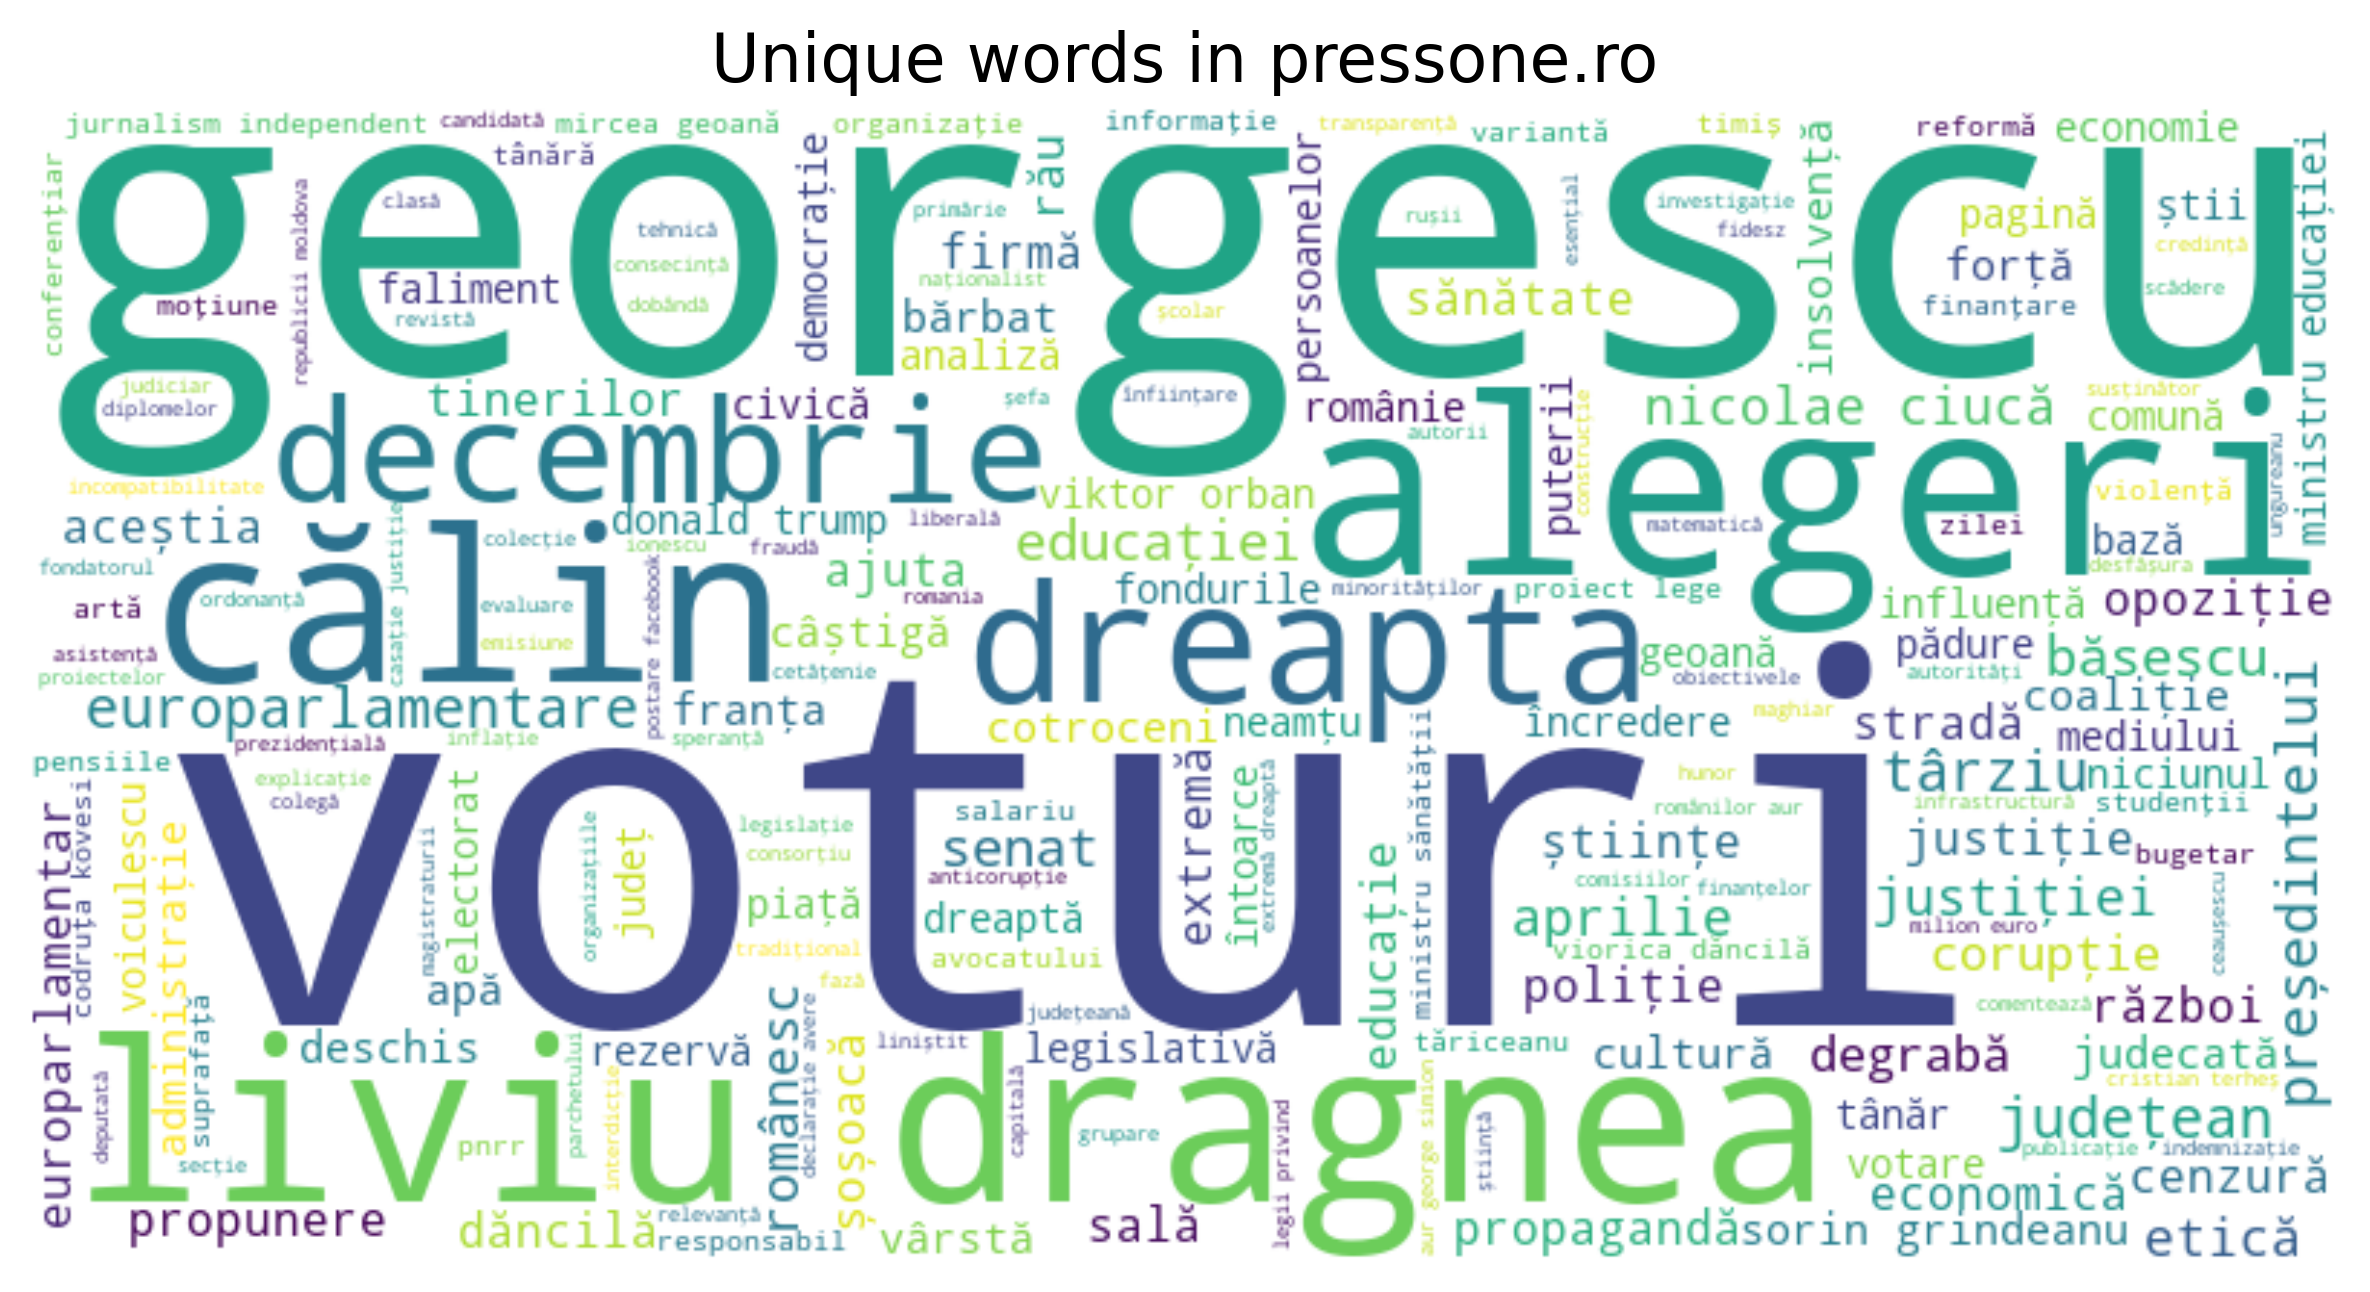 Unique words in pressone.ro
jurnalism independent
candidată
mircea geoană
organizație
informație
transparență
variantă
timiș
reformă
economie
georgescu
tânără
conferențiar
republicii moldova
clasă
tehnică
consecință
dobândă
faliment
moțiune
revistă
democrație
rău
primărie
firmă
naționalist
bărbat
analiză
școlar
persoanelor
rușii
esențial
sănătate
investigație
fidesz
insolvență
pagină
forță
finanțare
știi
credință
scădere
ministru educației
judiciar
diplomelor
tinerilor
civică
șefa
înființare
românie
autorii
puterii
construcție
nicolae ciucă
susținător
comună
decembrie
alegeri
incompatibilitate
viktor orban
violență
ungureanu
aceștia
casație justiție
colecție
donald trump
liberală
ionescu
fraudă
educației
matematică
zilei
bază
desfășura
fondatorul
călin
ajuta
romania
fondurile
minorităților
proiect lege
influență
opoziție
artă
ordonanță
evaluare
emisiune
postare facebook
câștigă
dreapta
geoană
pădure
băsescu
asistență
proiectelor
cetățenie
obiectivele
autorități
coaliție
europarlamentare
franța
cotroceni
neamțu
încredere
maghiar
stradă
mediului
președintelui
prezidențială
inflație
speranță
pensiile
explicație
colegă
voturi
târziu
niciunul
hunor
românilor aur
infrastructură
studenții
europarlamentar
codruța kovesi
voiculescu
administrație
electorat
magistraturii
organizațiile
județ
legislație
consorțiu
salariu
senat
anticorupție
extremă
întoarce
extremă dreaptă
ministru sănătății
științe
justiție
bugetar
comisiilor
finanțelor
justiției
ceaușescu
piață
dreaptă
educație
aprilie
milion euro
tradițional
avocatului
viorica dăncilă
corupție
fază
apă
poliție
comentează
război
suprafață
românesc
declarație avere
județeană
deschis
rezervă
șoșoaca
liniștit
legislativă
tăriceanu
cultură
degrabă
judecată
cristian terheș
liviu dragnea
deputată
parchetului
interdicție
capitală
grupare
legii privind
aur george simion
știință
tânăr
județean
pnrr
secție
votare
publicație
indemnizație
economică
cenzură
propunere
dăncilă
relevanță
responsabil
vârstă
sală
propagandă
sorin grindeanu
etică